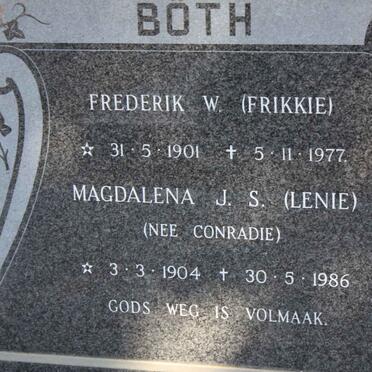 BOTH
FREDERIK W. (FRIKKIE)
☆ 31·5·1901 ✝ 5·11·1977.
MAGDALENA J. S. (LENIE)
(NEE CONRADIE)
☆ 3·3·1904 ✝ 30·5·1986
GODS WEG IS VOLMAAK.